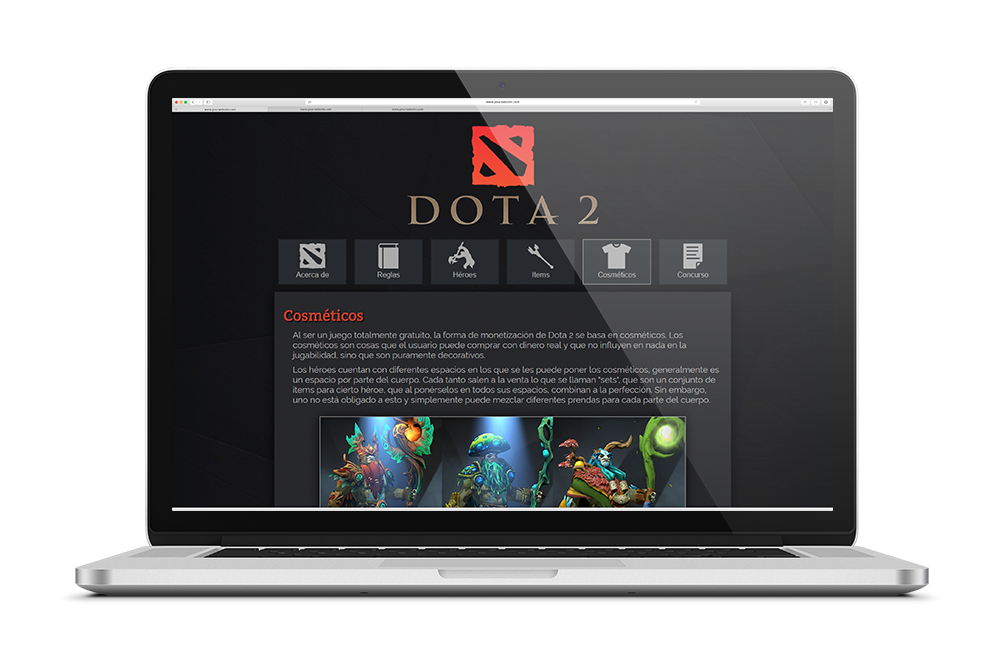 DOTA 2
Acerca de
Reglas
Héroes
Items
Cosméticos
Concurso
Cosméticos
Al ser un juego totalmente gratuito, la forma de monetización de Dota 2 se basa en cosméticos. Los
cosméticos son cosas que el usuario puede comprar con dinero real y que no influyen en nada en la
jugabilidad, sino que son puramente decorativos.
Los héroes cuentan con diferentes espacios en los que se les puede poner los cosméticos, generalmente es
un espacio por parte del cuerpo. Cada tanto salen a la venta lo que se llaman "sets", que son un conjunto de
items para cierto héroe, que al ponérselos en todos sus espacios, combinan a la perfección. Sin embargo,
uno no está obligado a esto y simplemente puede mezclar diferentes prendas para cada parte del cuerpo.